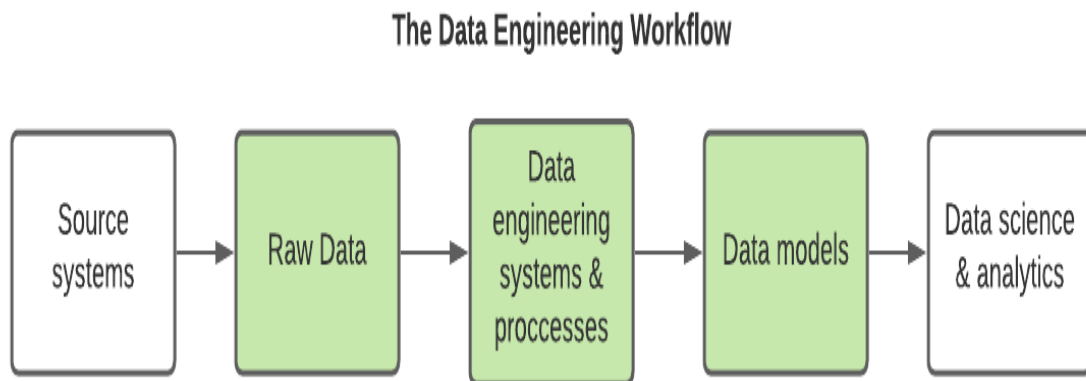 The Data Engineering Workflow
Source
systems
Raw Data
Data
engineering
systems &
proccesses
Data models
Data science
& analytics